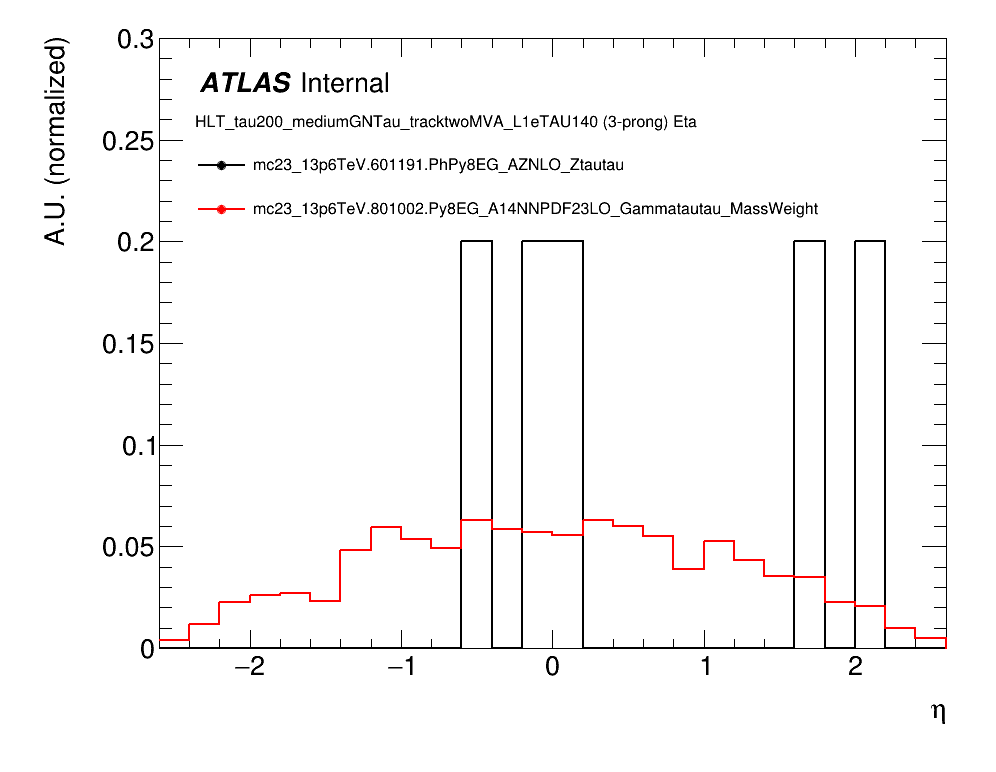 A.U. (normalized)
0.3
0.25
0.2
0.15
0.1
0.05
0
ATLAS Internal
HLT_tau200_mediumGNTau_tracktwoMVA_L1eTAU140 (3-prong) Eta
mc23_13p6TeV.601191.PhPy8EG_AZNLO_Ztautau
mc23_13p6TeV.801002.Py8EG_A14NNPDF23LO_Gammatautau_MassWeight
−2 −1 0 1 2
η